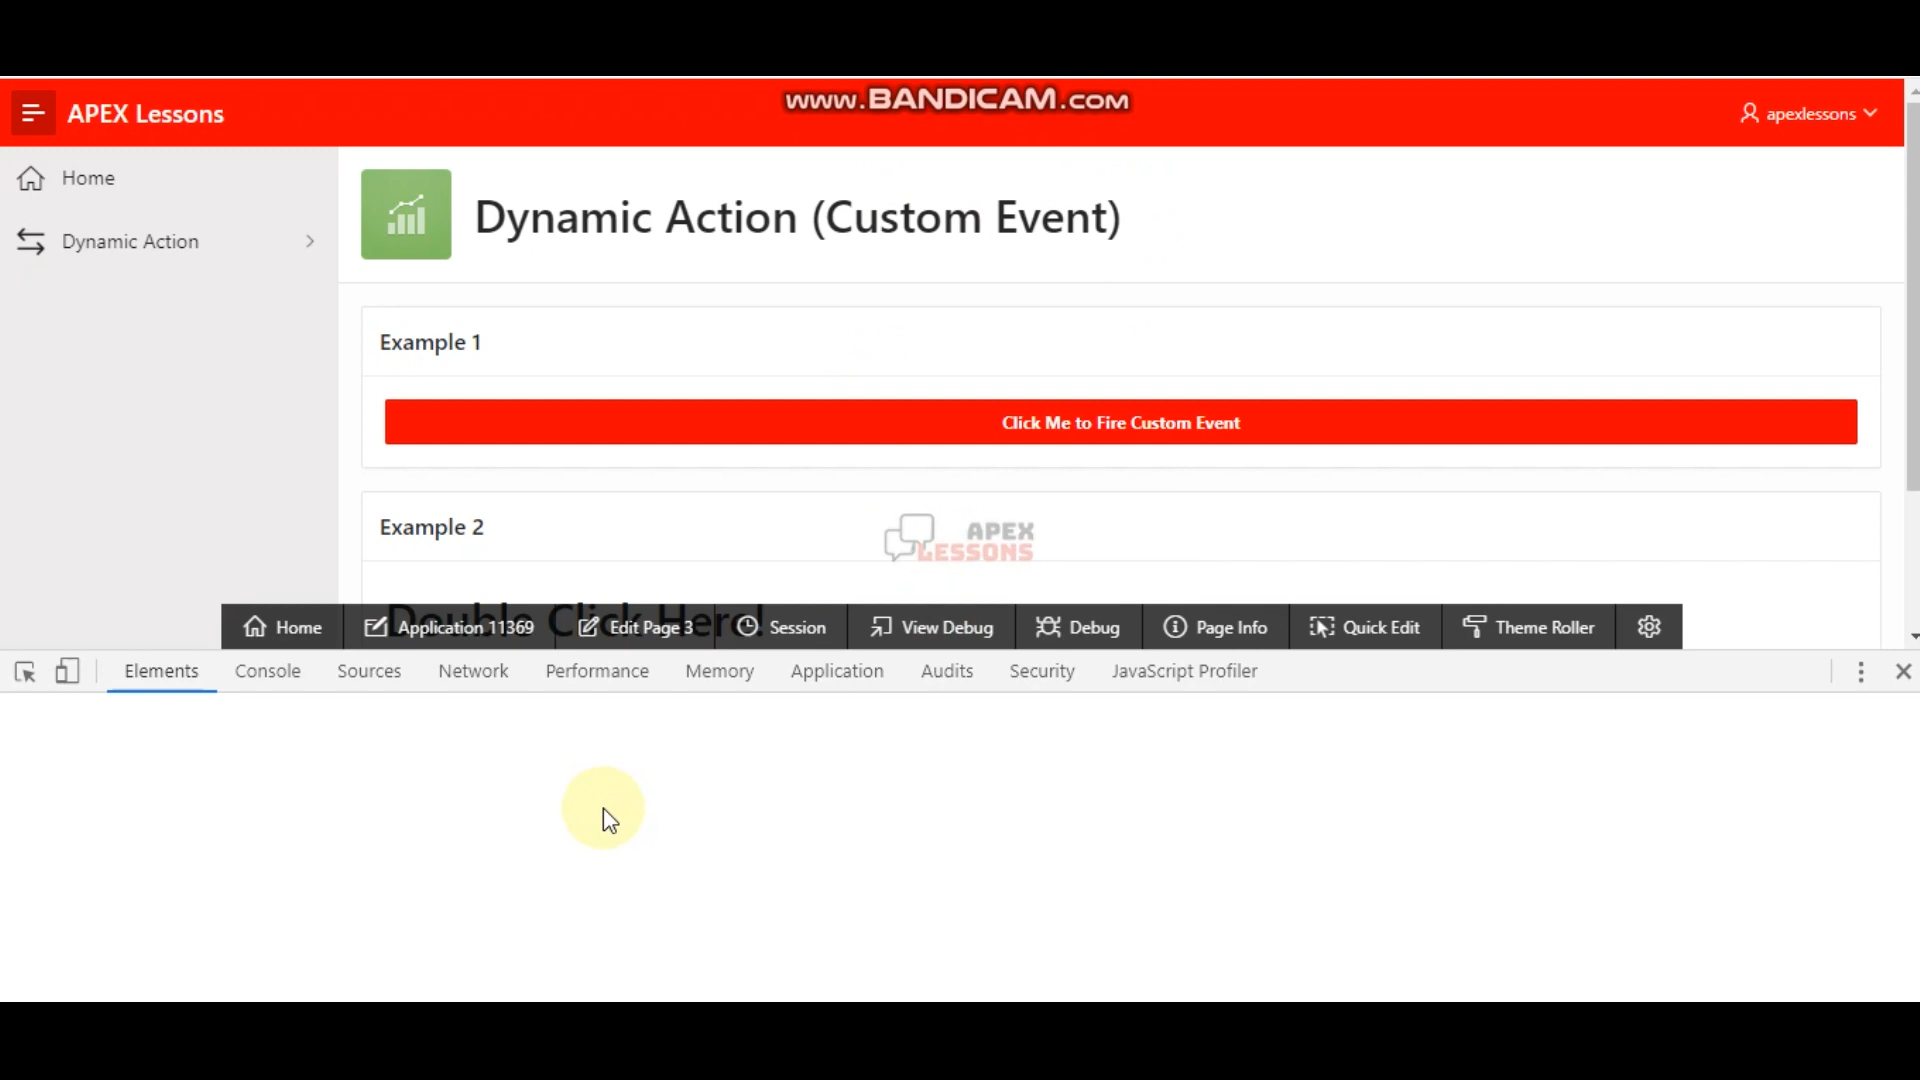 www.BANDICAM.com
APEX Lessons
apexlessons
Home
Dynamic Action
Dynamic Action (Custom Event)
Example 1
Click Me to Fire Custom Event
Example 2
APEX
LESSONS
Double Click Here!
Home
Application 11369
Edit Page 3
Session
View Debug
Debug
Page Info
Quick Edit
Theme Roller
Elements
Console
Sources
Network
Performance
Memory
Application
Audits
Security
JavaScript Profiler